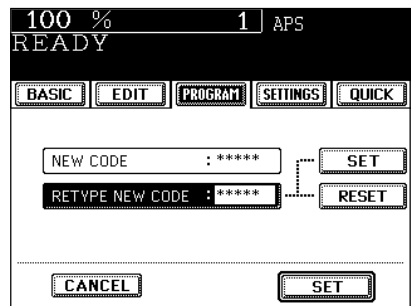 100 % 1 APS
READY
BASIC EDIT PROGRAM SETTINGS QUICK
NEW CODE : ***** SET
RETYPE NEW CODE : ***** RESET
CANCEL SET